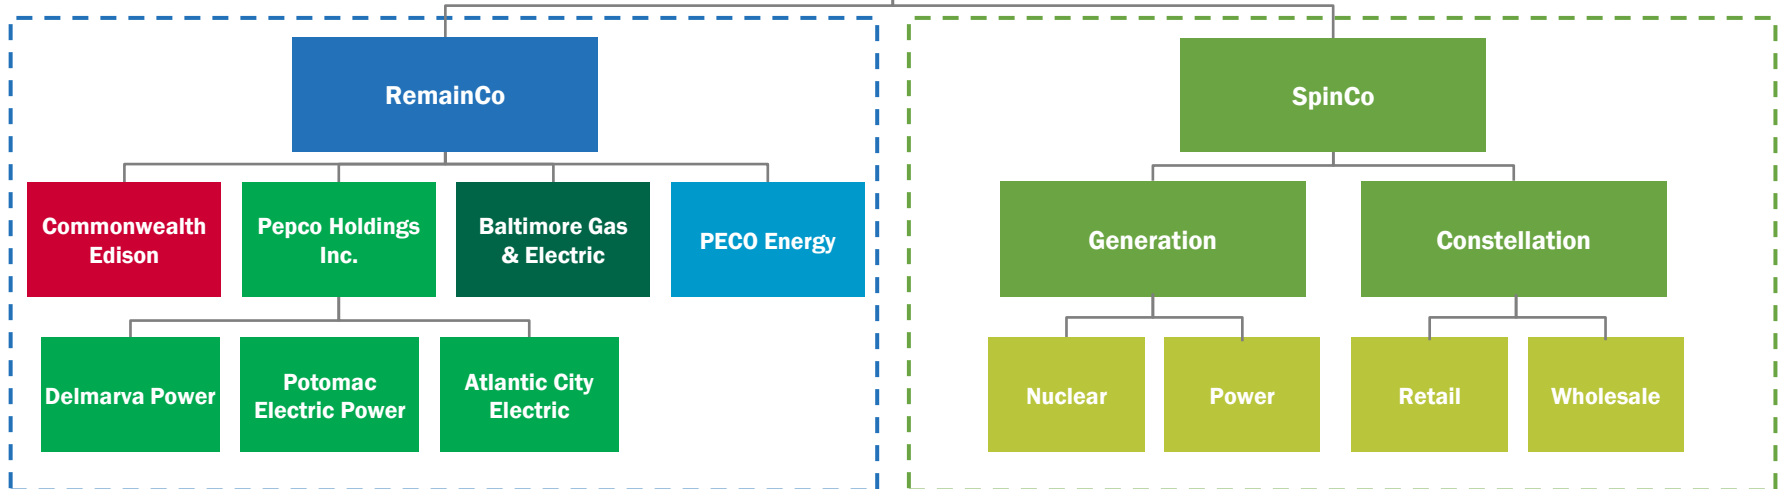 RemainCo
SpinCo
Commonwealth
Edison
Pepco Holdings
Inc.
Baltimore Gas
& Electric
PECO Energy
Generation
Constellation
Delmarva Power
Potomac
Electric Power
Atlantic City
Electric
Nuclear
Power
Retail
Wholesale